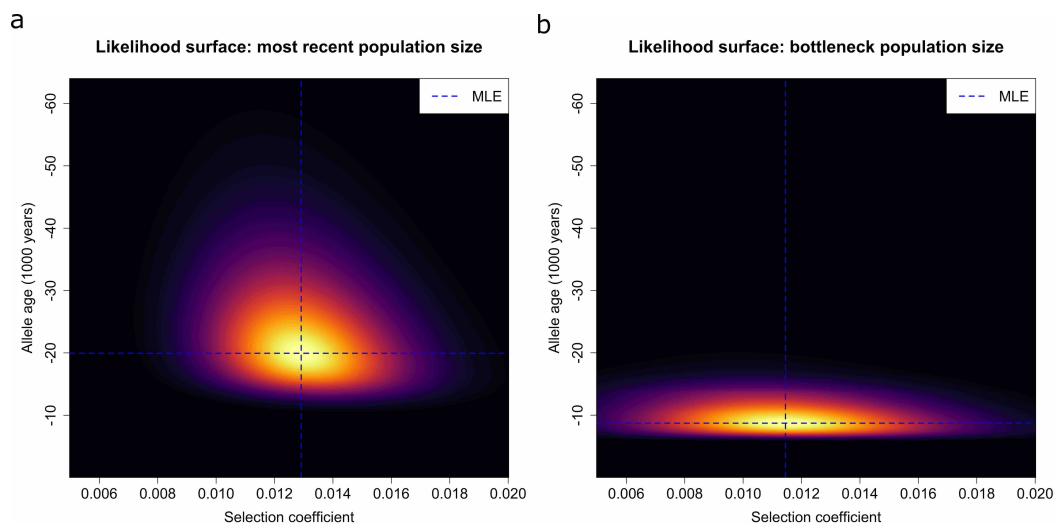 a
Likelihood surface: most recent population size
MLE
Allele age (1000 years)
-60
-50
-40
-30
-20
-10
0.006 0.008 0.010 0.012 0.014 0.016 0.018 0.020
Selection coefficient
b
Likelihood surface: bottleneck population size
MLE
Allele age (1000 years)
-60
-50
-40
-30
-20
-10
0.006 0.008 0.010 0.012 0.014 0.016 0.018 0.020
Selection coefficient